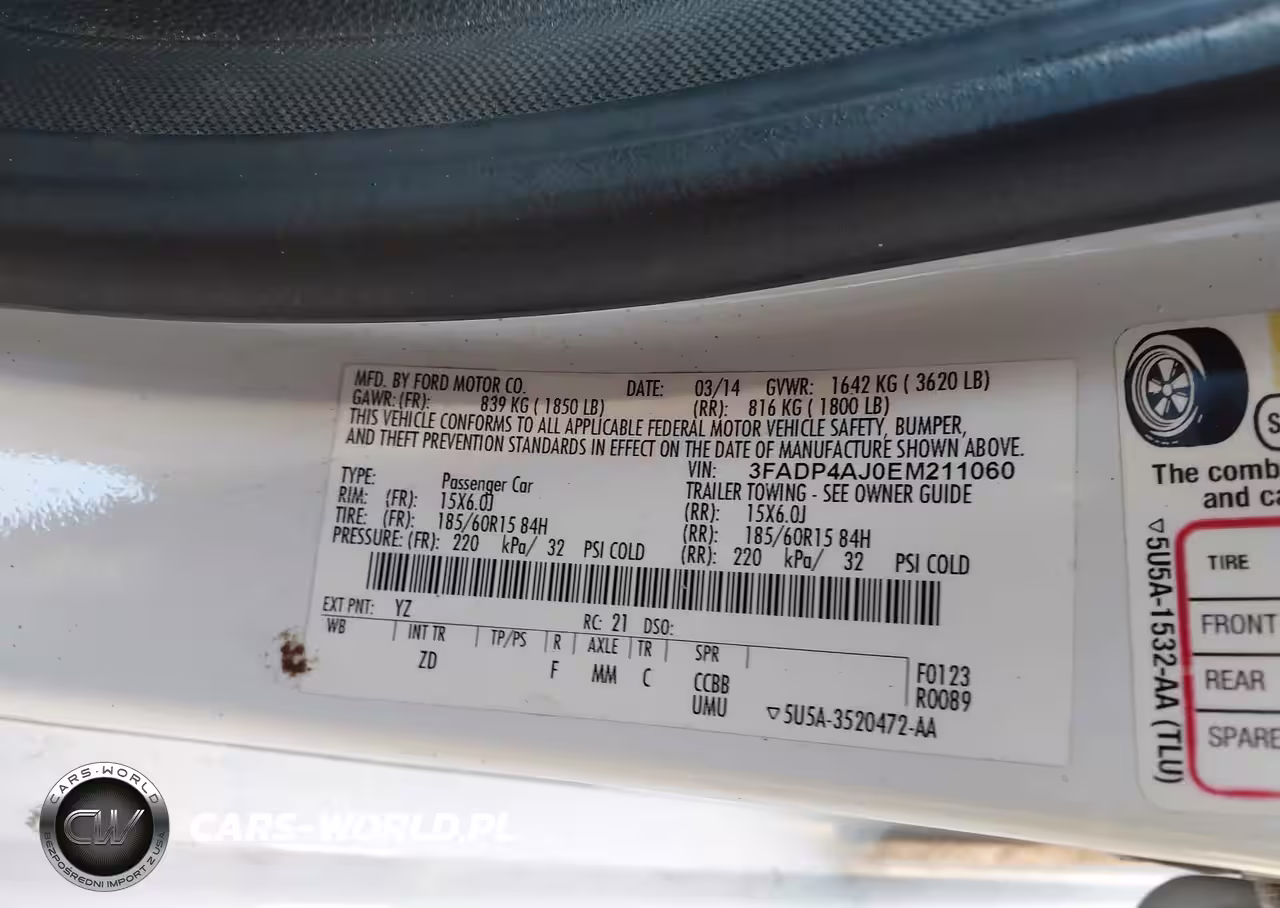 MFD. BY FORD MOTOR CO. DATE: 03/14 GVWR: 1642 KG ( 3620 LB)
GAWR: (FR): 839 KG ( 1850 LB) (RR): 816 KG ( 1800 LB)
THIS VEHICLE CONFORMS TO ALL APPLICABLE FEDERAL MOTOR VEHICLE SAFETY, BUMPER,
AND THEFT PREVENTION STANDARDS IN EFFECT ON THE DATE OF MANUFACTURE SHOWN ABOVE.
VIN: 3FADP4AJ0EM211060
TYPE: Passenger Car TRAILER TOWING - SEE OWNER GUIDE
RIM: (FR): 15X6.0J (RR): 15X6.0J
TIRE: (FR): 185/60R15 84H (RR): 185/60R15 84H
PRESSURE: (FR): 220 kPa/ 32 PSI COLD (RR): 220 kPa/ 32 PSI COLD
EXT PNT: YZ RC: 21 DSO:
WB INT TR TP/PS R AXLE TR SPR
ZD F MM C CCBB F0123
UMU R0089
▽5U5A-3520472-AA
The comb
and ca
S
TIRE
FRONT
REAR
SPARE
▽5U5A-1532-AA (TLU)
CARS-WORLD
CW
BEZPOŚREDNI IMPORT Z USA
CARS-WORLD.PL